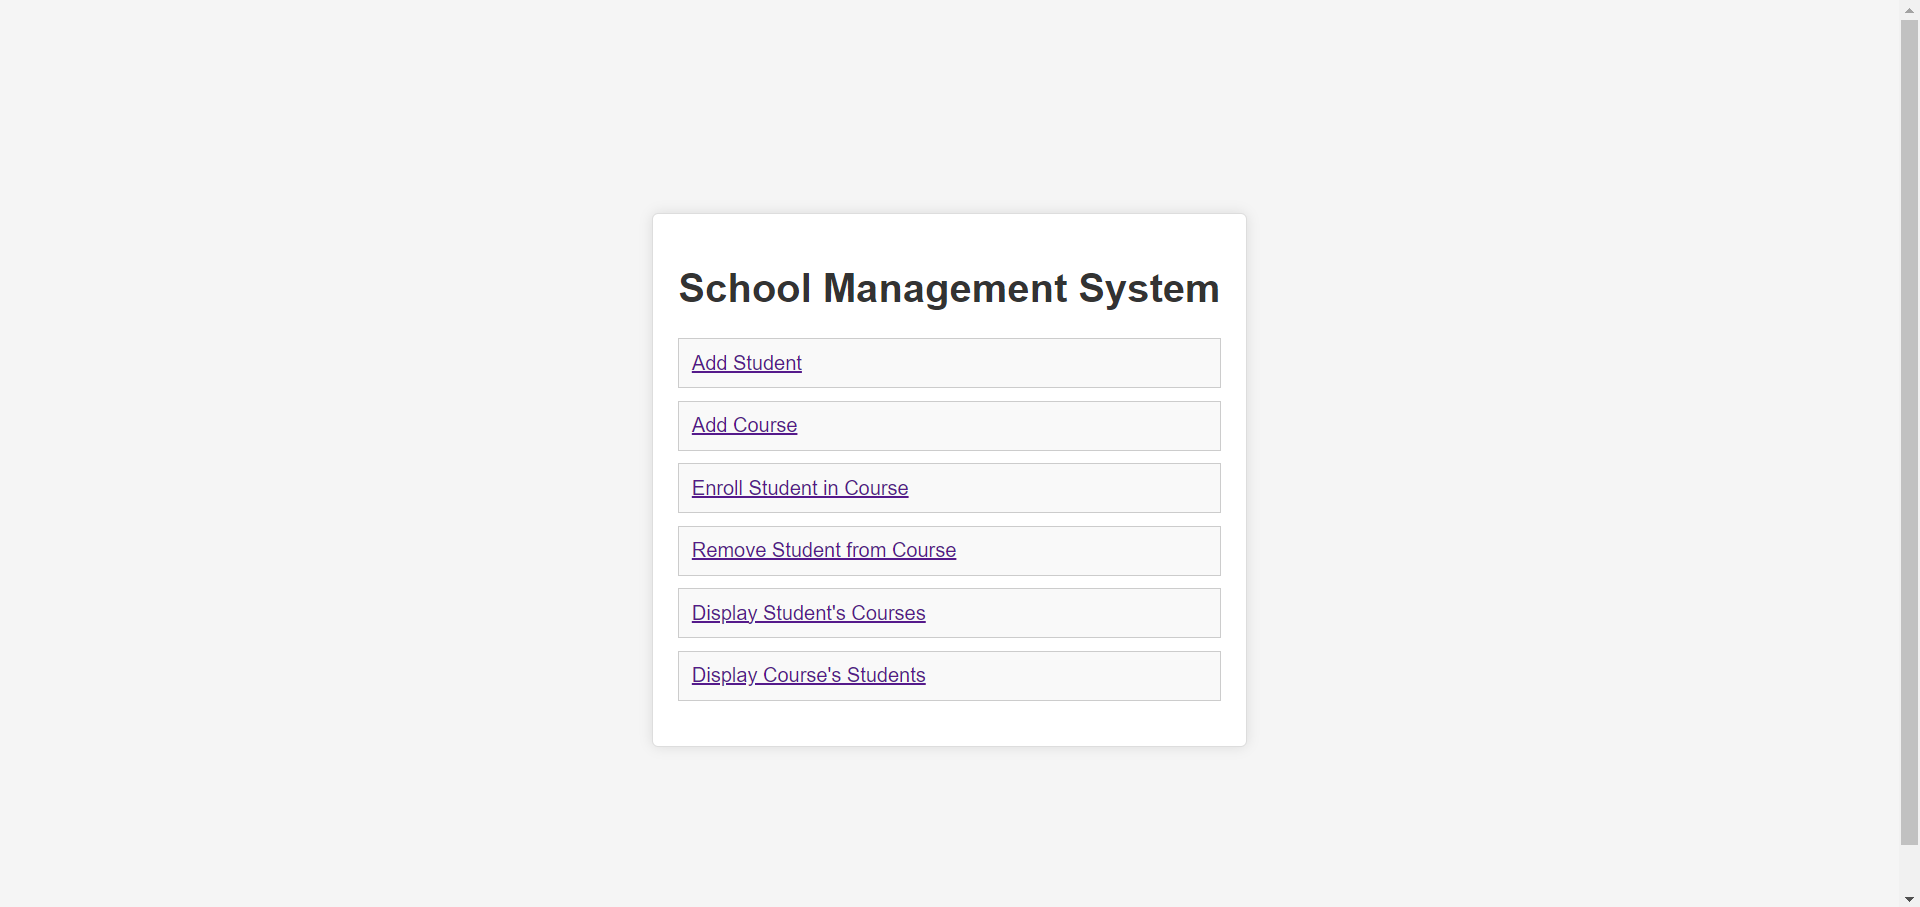 School Management System
Add Student
Add Course
Enroll Student in Course
Remove Student from Course
Display Student's Courses
Display Course's Students